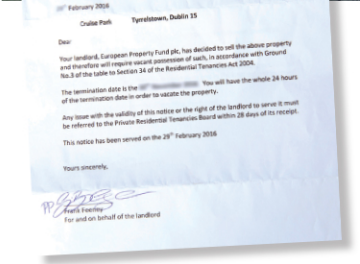 February 2016
Cruise Park Tyrrelstown, Dublin 15
Dear
Your landlord, European Property Fund plc, has decided to sell the above property
and therefore will require vacant possession of such, in accordance with Ground
No.3 of the table to Section 34 of the Residential Tenancies Act 2004.
The termination date is the You will have the whole 24 hours
of the termination date in order to vacate the property.
Any issue with the validity of this notice or the right of the landlord to serve it must
be referred to the Private Residential Tenancies Board within 28 days of its receipt.
This notice has been served on the 29th February 2016
Yours sincerely,
PP
Frank Feeney
For and on behalf of the landlord